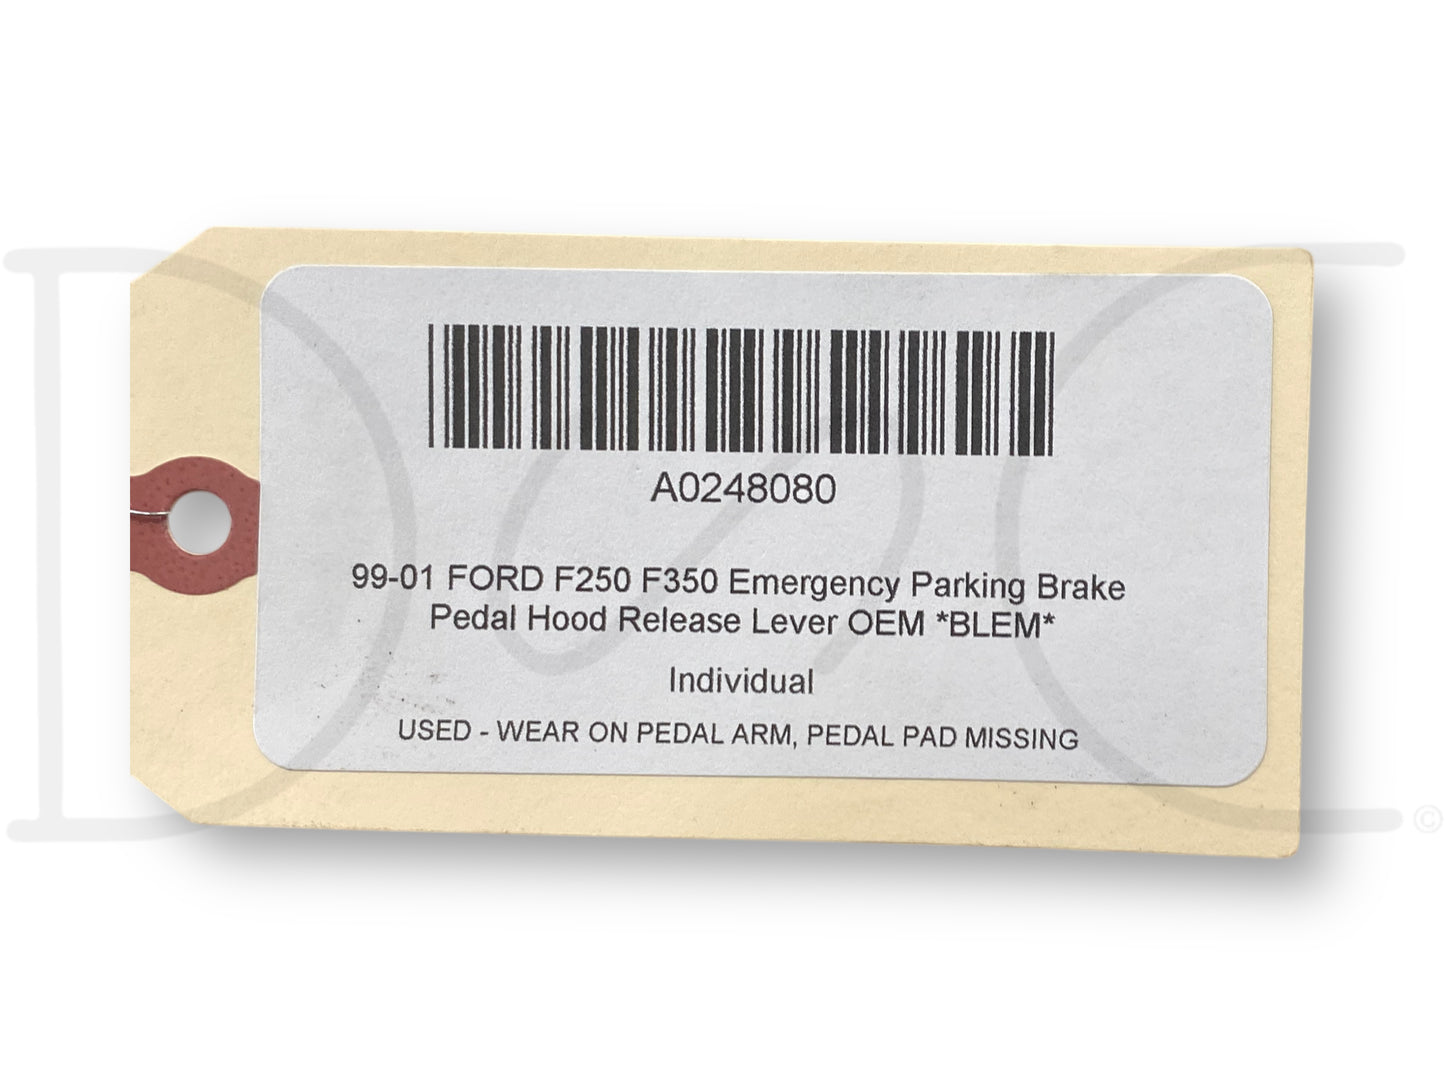 A0248080
99-01 FORD F250 F350 Emergency Parking Brake
Pedal Hood Release Lever OEM *BLEM*
Individual
USED - WEAR ON PEDAL ARM, PEDAL PAD MISSING
©